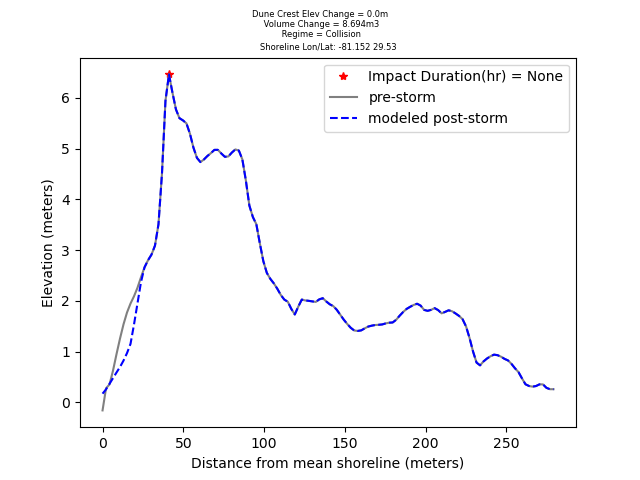 Dune Crest Elev Change = 0.0m
Volume Change = 8.694m3
Regime = Collision
Shoreline Lon/Lat: -81.152 29.53
Impact Duration(hr) = None
pre-storm
modeled post-storm
Elevation (meters)
6
5
4
3
2
1
0
0 50 100 150 200 250
Distance from mean shoreline (meters)